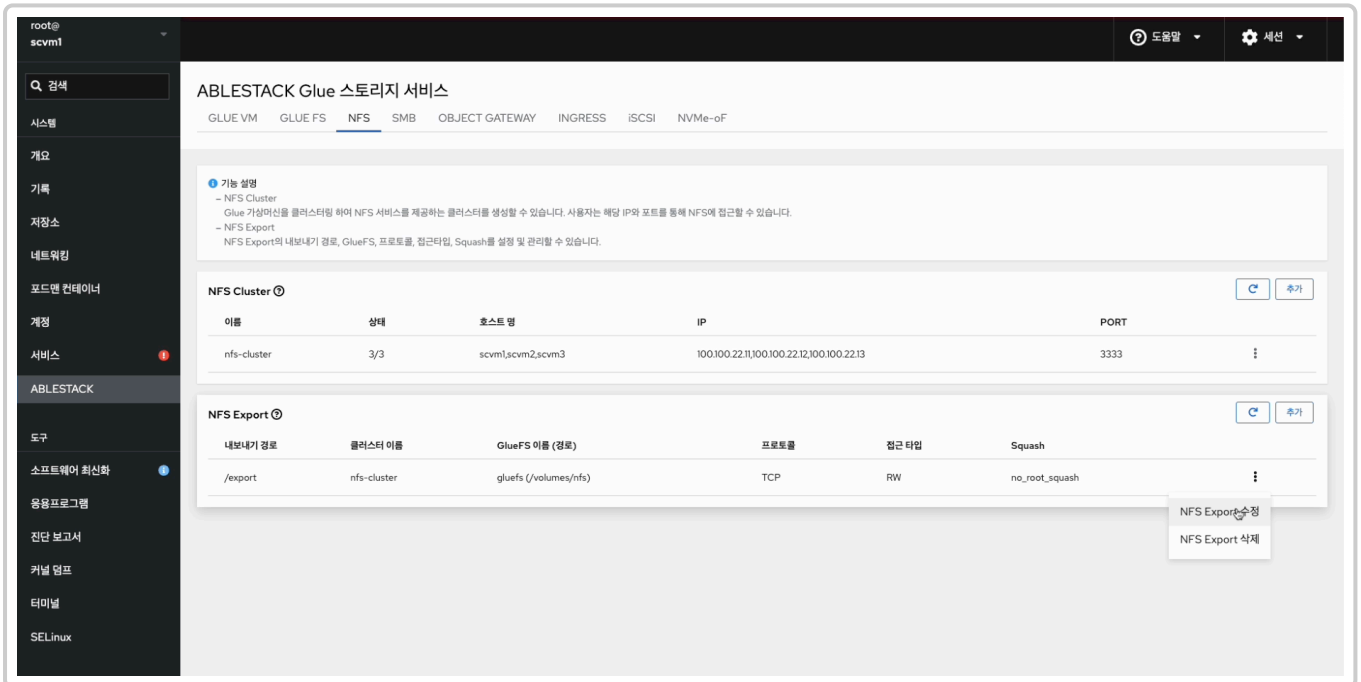 root@
scvm1
도움말
세션
검색
시스템
개요
기록
저장소
네트워킹
포드맨 컨테이너
계정
서비스
ABLESTACK
도구
소프트웨어 최신화
응용프로그램
진단 보고서
커널 덤프
터미널
SELinux
ABLESTACK Glue 스토리지 서비스
GLUE VM GLUE FS NFS SMB OBJECT GATEWAY INGRESS iSCSI NVMe-oF
기능 설명
– NFS Cluster
Glue 가상머신을 클러스터링 하여 NFS 서비스를 제공하는 클러스터를 생성할 수 있습니다. 사용자는 해당 IP와 포트를 통해 NFS에 접근할 수 있습니다.
– NFS Export
NFS Export의 내보내기 경로, GlueFS, 프로토콜, 접근타입, Squash를 설정 및 관리할 수 있습니다.
NFS Cluster 추가
이름 상태 호스트 명 IP PORT
nfs-cluster 3/3 scvm1,scvm2,scvm3 100.100.22.11,100.100.22.12,100.100.22.13 3333
NFS Export 추가
내보내기 경로 클러스터 이름 GlueFS 이름 (경로) 프로토콜 접근 타입 Squash
/export nfs-cluster gluefs (/volumes/nfs) TCP RW no_root_squash
NFS Export 수정
NFS Export 삭제